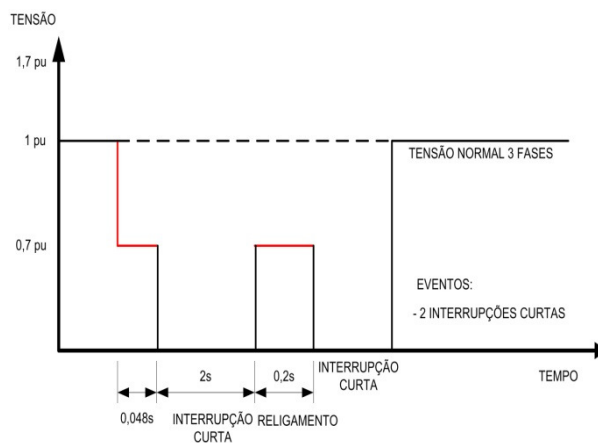 TENSÃO
1,7 pu
1 pu
TENSÃO NORMAL 3 FASES
0,7 pu
EVENTOS:
- 2 INTERRUPÇÕES CURTAS
TEMPO
2s
0,2s
INTERRUPÇÃO
CURTA
0,048s
INTERRUPÇÃO
CURTA
RELIGAMENTO